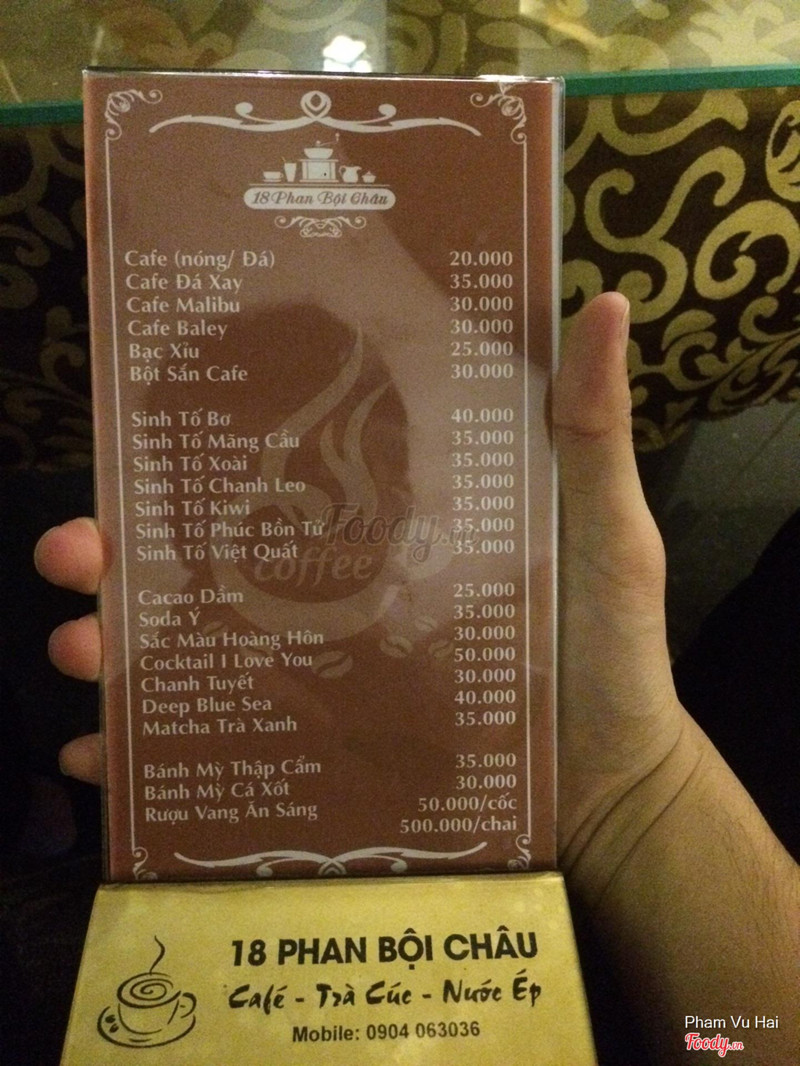 18 Phan Bội Châu
Cafe (nóng/ Đá) 20.000
Cafe Đá Xay 35.000
Cafe Malibu 30.000
Cafe Baley 30.000
Bạc Xỉu 25.000
Bột Sắn Cafe 30.000
Sinh Tố Bơ 40.000
Sinh Tố Mãng Cầu 35.000
Sinh Tố Xoài 35.000
Sinh Tố Chanh Leo 35.000
Sinh Tố Kiwi 35.000
Sinh Tố Phúc Bồn Tử 35.000
Sinh Tố Việt Quất 35.000
Foody.vn
coffee
Cacao Dầm 25.000
Soda Ý 35.000
Sắc Màu Hoàng Hôn 30.000
Cocktail I Love You 50.000
Chanh Tuyết 30.000
Deep Blue Sea 40.000
Matcha Trà Xanh 35.000
Bánh Mỳ Thập Cẩm 35.000
Bánh Mỳ Cá Xốt 30.000
Rượu Vang Ăn Sáng 50.000/cốc
500.000/chai
18 PHAN BỘI CHÂU
Café - Trà Cúc - Nước Ép
Mobile: 0904 063036
Pham Vu Hai
Foody.vn